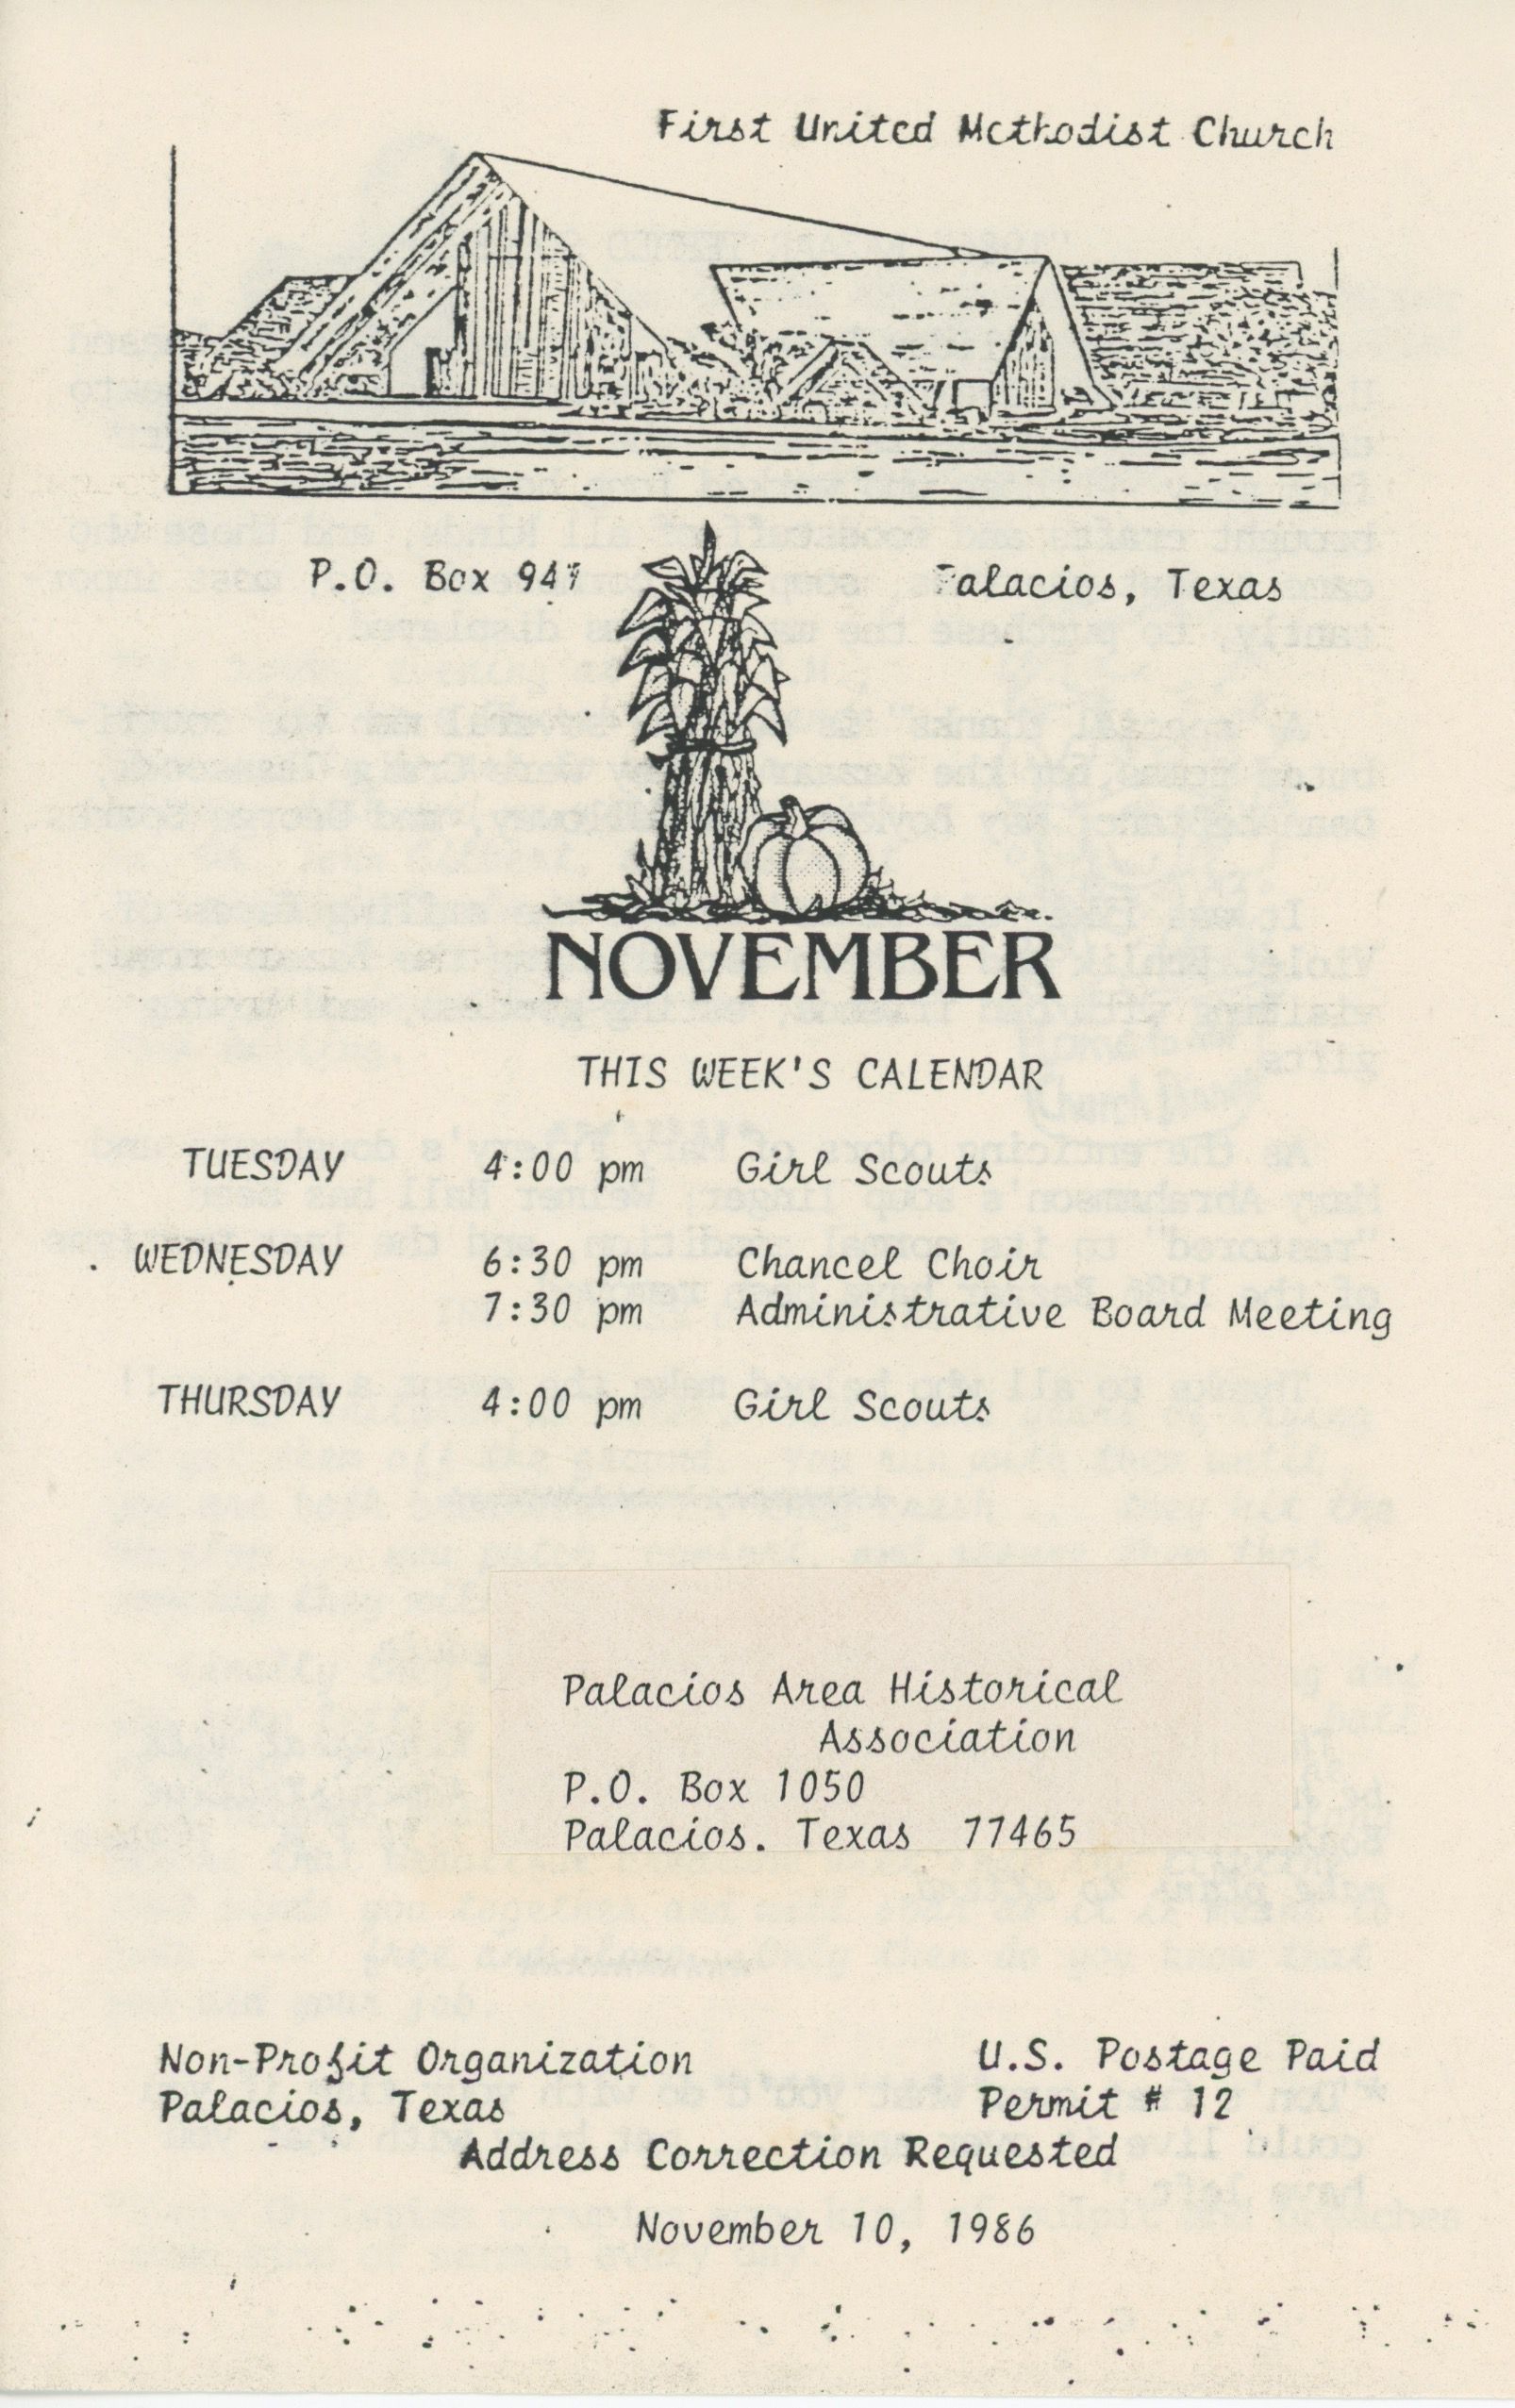 First United Methodist Church
P.O. Box 947 Palacios, Texas
NOVEMBER
THIS WEEK'S CALENDAR
TUESDAY 4:00 pm Girl Scouts
WEDNESDAY 6:30 pm Chancel Choir
7:30 pm Administrative Board Meeting
THURSDAY 4:00 pm Girl Scouts
Palacios Area Historical
Association
P.O. Box 1050
Palacios. Texas 77465
Non-Profit Organization U.S. Postage Paid
Palacios, Texas Permit # 12
Address Correction Requested
November 10, 1986